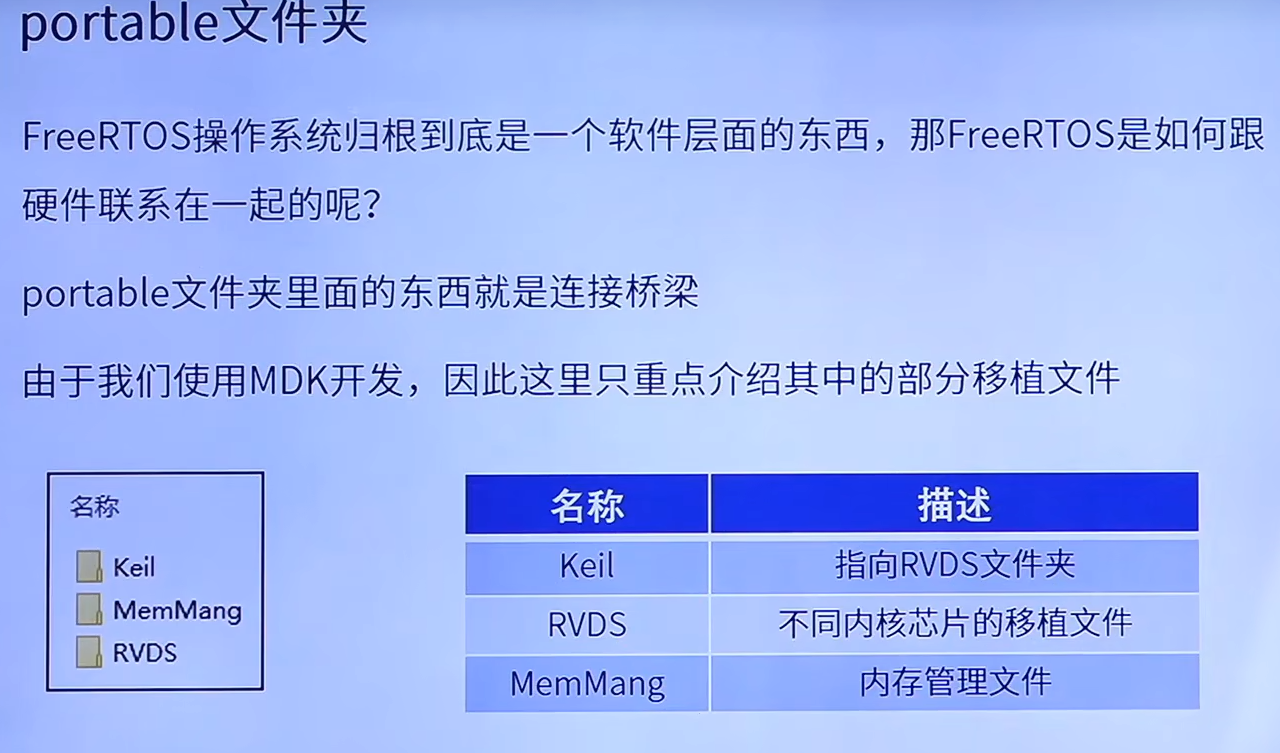 portable文件夹
FreeRTOS操作系统归根到底是一个软件层面的东西，那FreeRTOS是如何跟
硬件联系在一起的呢？
portable文件夹里面的东西就是连接桥梁
由于我们使用MDK开发，因此这里只重点介绍其中的部分移植文件
名称
Keil
MemMang
RVDS
名称 描述
Keil 指向RVDS文件夹
RVDS 不同内核芯片的移植文件
MemMang 内存管理文件